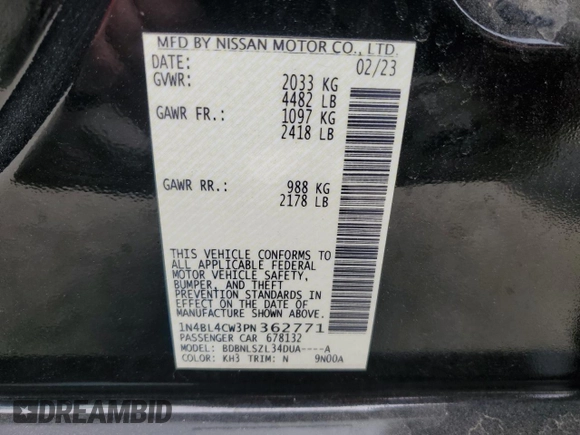 MFD BY NISSAN MOTOR CO., LTD.
DATE: 02/23
GVWR: 2033 KG
4482 LB
GAWR FR.: 1097 KG
2418 LB
GAWR RR.: 988 KG
2178 LB
THIS VEHICLE CONFORMS TO
ALL APPLICABLE FEDERAL
MOTOR VEHICLE SAFETY,
BUMPER, AND THEFT
PREVENTION STANDARDS IN
EFFECT ON THE DATE OF
MANUFACTURE SHOWN ABOVE.
1N4BL4CW3PN362771
PASSENGER CAR 678132
MODEL: BDBNLSZL34DUA----A
COLOR: KH3 TRIM: N 9N00A
DREAMBID